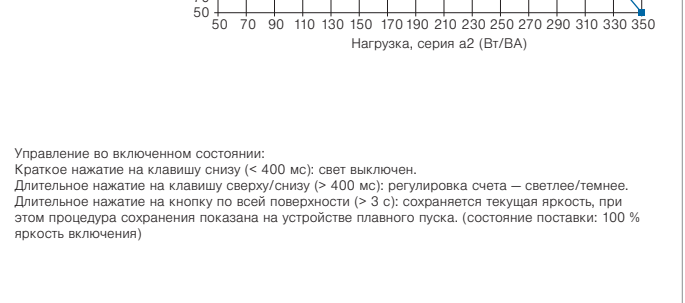 50
50 70 90 110 130 150 170 190 210 230 250 270 290 310 330 350
Нагрузка, серия a2 (Вт/ВА)
Управление во включенном состоянии:
Краткое нажатие на клавишу снизу (< 400 мс): свет выключен.
Длительное нажатие на клавишу сверху/снизу (> 400 мс): регулировка счета — светлее/темнее.
Длительное нажатие на кнопку по всей поверхности (> 3 с): сохраняется текущая яркость, при
этом процедура сохранения показана на устройстве плавного пуска. (состояние поставки: 100 %
яркость включения)